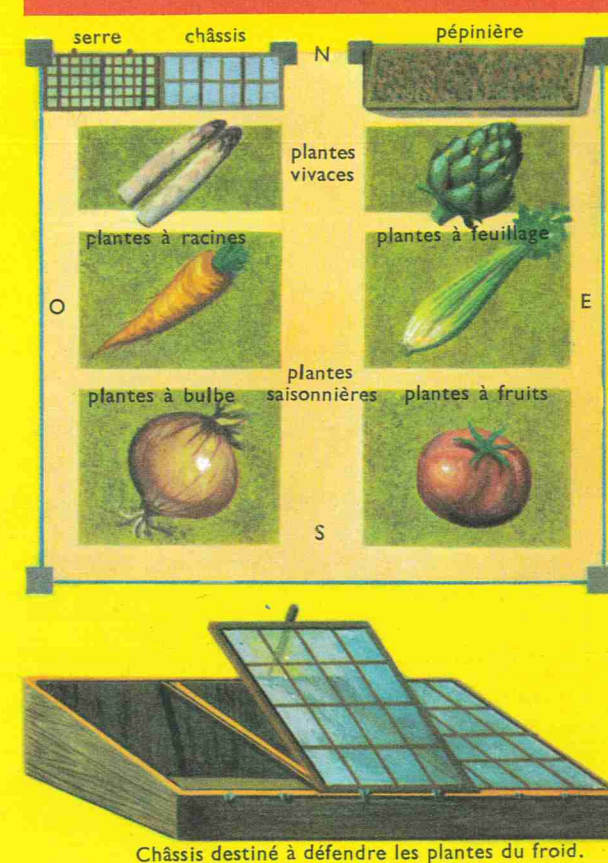 serre
châssis
pépinière
N
plantes
vivaces
plantes à racines
plantes à feuillage
O
E
plantes
saisonnières
plantes à bulbe
plantes à fruits
S
Châssis destiné à défendre les plantes du froid.